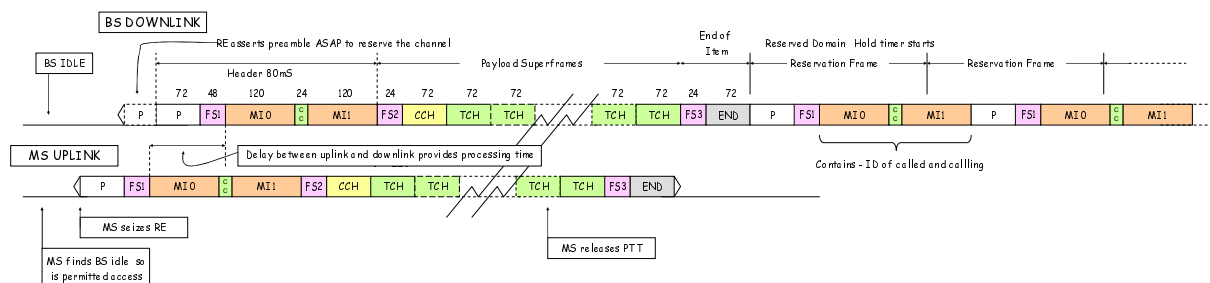 BS DOWNLINK
RE asserts preamble ASAP to reserve the channel
End of
Item
Reserved Domain Hold timer starts
BS IDLE
Header 80mS
Payload Superframes
Reservation Frame
Reservation Frame
72 48 120 24 120 24 72 72 72 72 72 24 72
P P FS1 MI0 CC MI1 FS2 CCH TCH TCH TCH TCH FS3 END P FS1 MI0 CC MI1 P FS1 MI0 CC MI1
MS UPLINK
Delay between uplink and downlink provides processing time
Contains - ID of called and callling
P FS1 MI0 CC MI1 FS2 CCH TCH TCH TCH TCH FS3 END
MS seizes RE
MS releases PTT
MS finds BS idle so
is permitted access